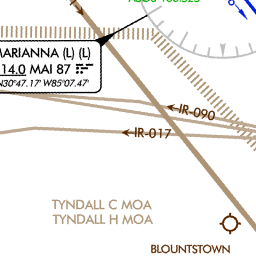 MARIANNA (L) (L)
114.0 MAI 87
N30°47.17' W85°07.47'
IR-090
IR-017
TYNDALL C MOA
TYNDALL H MOA
BLOUNTSTOWN